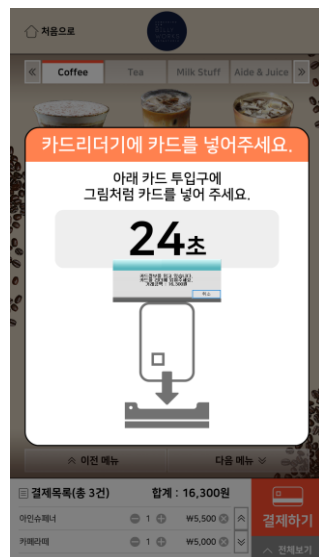 처음으로
Coffee
Tea
Milk Stuff
Aide & Juice
카드리더기에 카드를 넣어주세요.
아래 카드 투입구에
그림처럼 카드를 넣어 주세요.
24초
취소
이전 메뉴
다음 메뉴
결제목록(총 3건)
합계 : 16,300원
아인슈페너
1
₩5,500
카페라떼
1
₩5,000
결제하기
전체보기